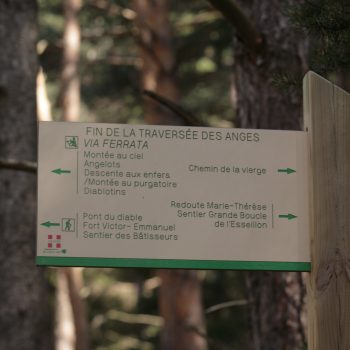 FIN DE LA TRAVERSÉE DES ANGES
VIA FERRATA
Montée au ciel
Angelots
Descente aux enfers
/Montée au purgatoire
Diablotins
Chemin de la vierge
Redoute Marie-Thérèse
Sentier Grande Boucle
de l'Esseillon
Pont du diable
Fort Victor- Emmanuel
Sentier des Bâtisseurs